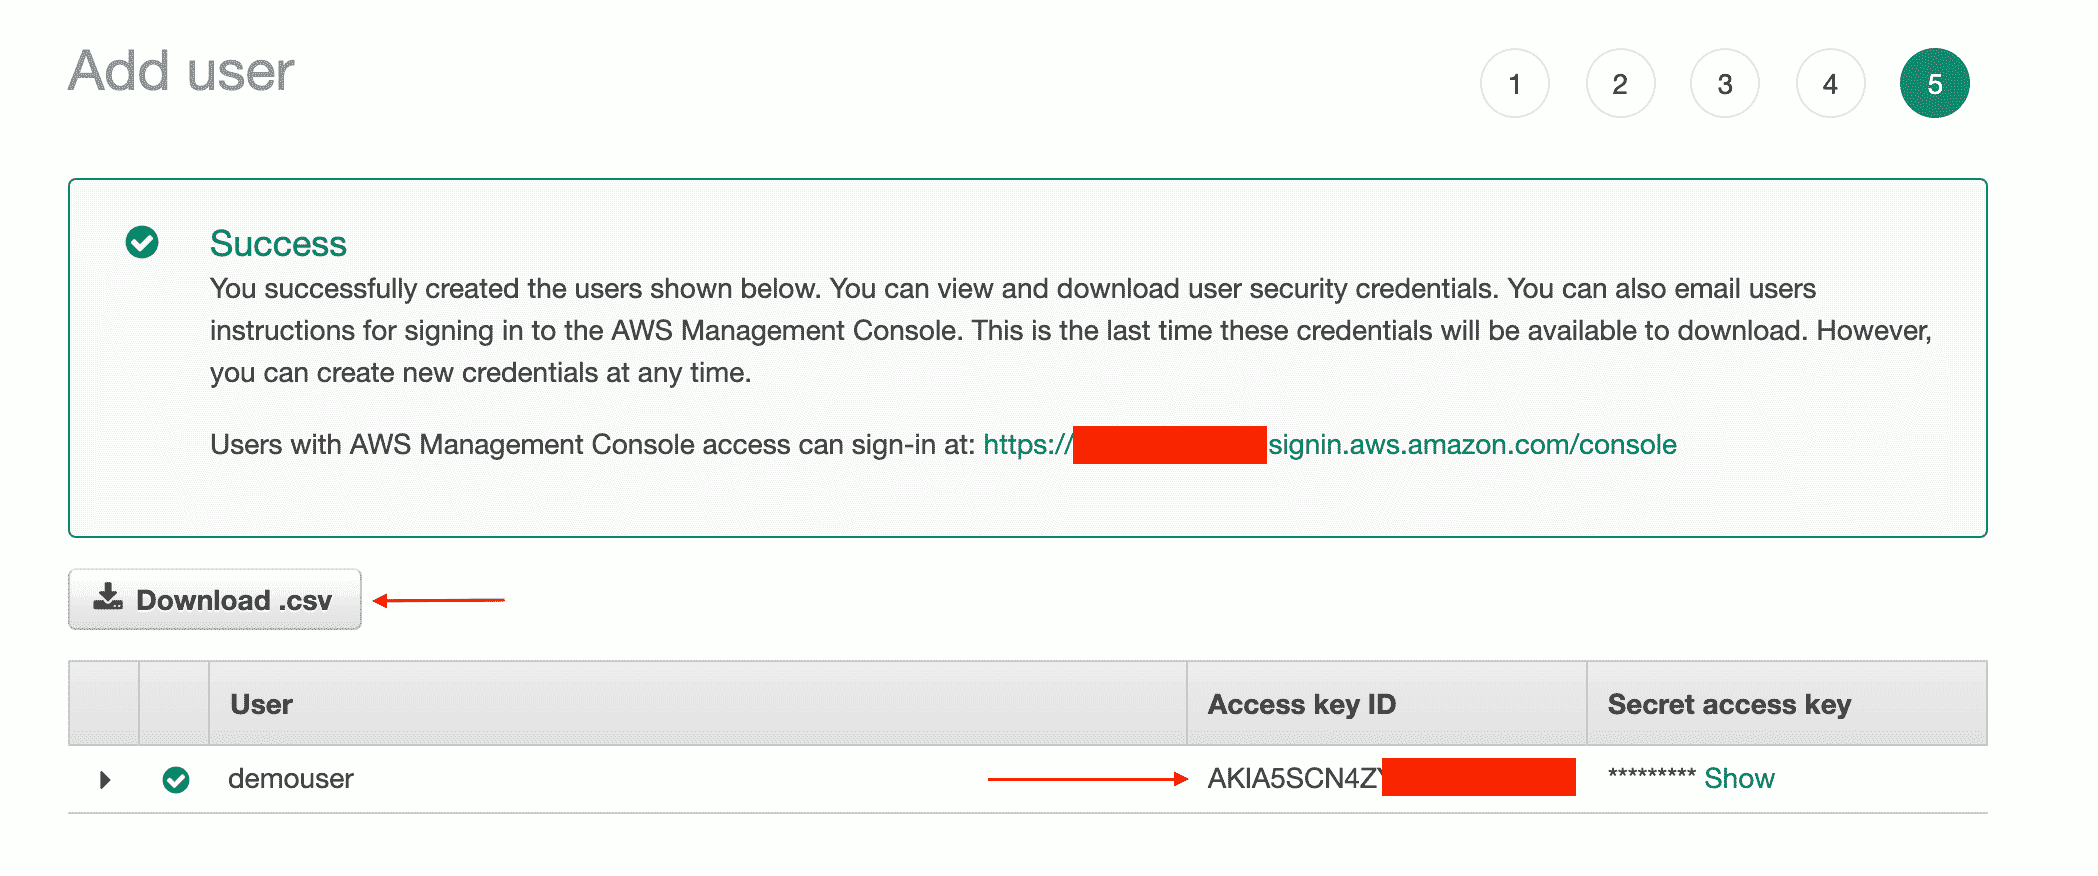 Add user
1 2 3 4 5
Success
You successfully created the users shown below. You can view and download user security credentials. You can also email users
instructions for signing in to the AWS Management Console. This is the last time these credentials will be available to download. However,
you can create new credentials at any time.
Users with AWS Management Console access can sign-in at: https:// signin.aws.amazon.com/console
Download .csv
User Access key ID Secret access key
demouser AKIA5SCN4ZY ********* Show